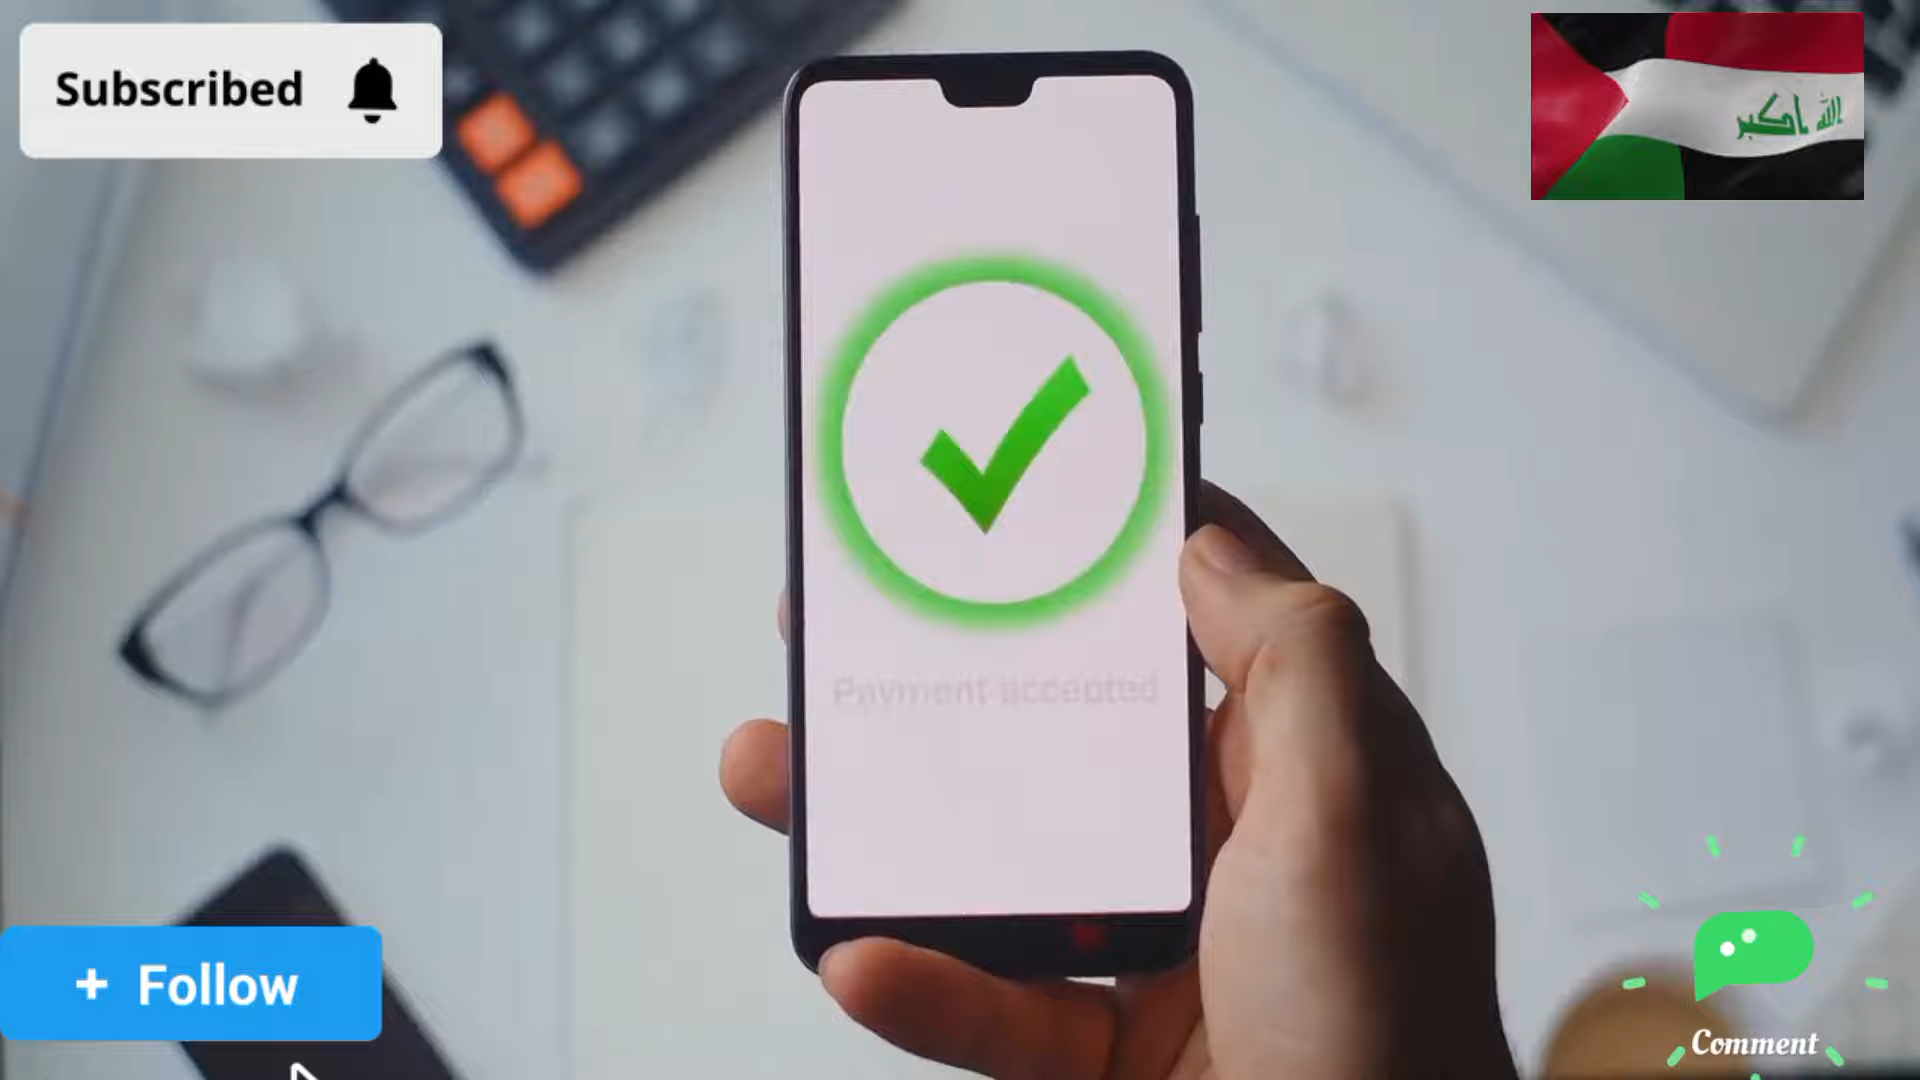 Subscribed
الله اكبر
Payment accepted
+ Follow
Comment